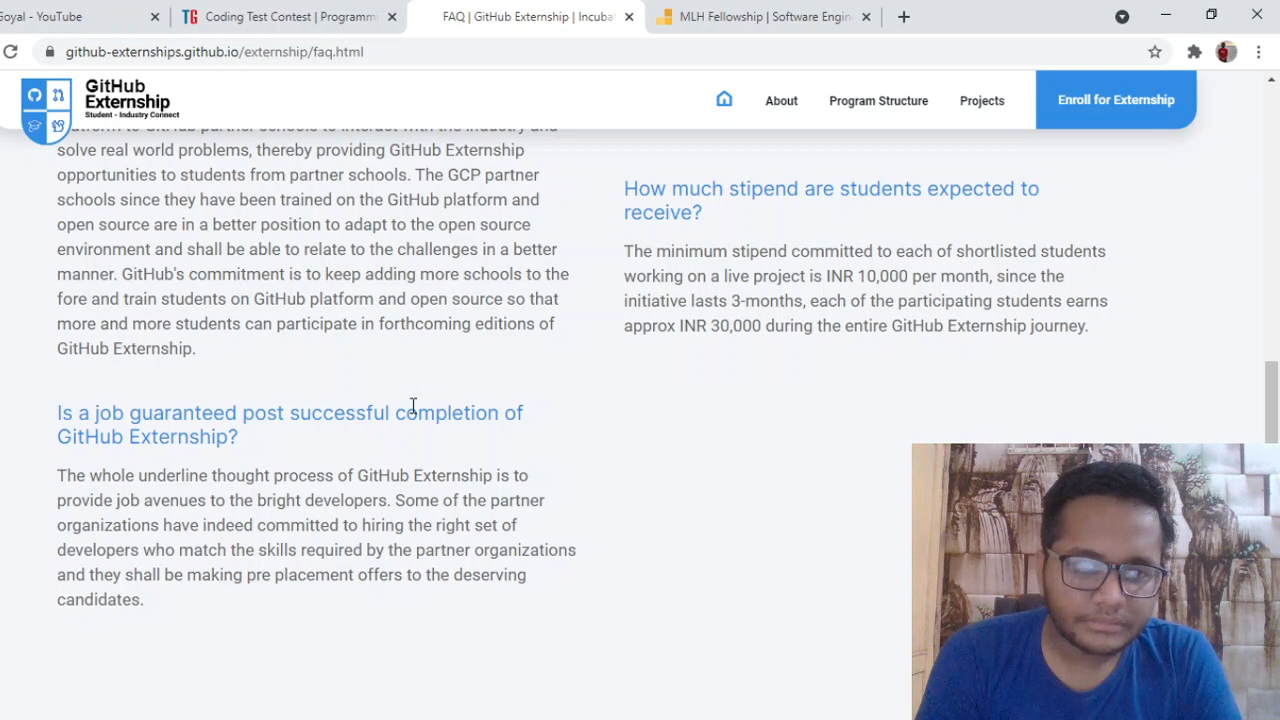 Goyal - YouTube
Coding Test Contest | Programm
FAQ | GitHub Externship | Incuba
MLH Fellowship | Software Engin
github-externships.github.io/externship/faq.html
GitHub
Externship
Student - Industry Connect
About
Program Structure
Projects
Enroll for Externship
platform to GitHub partner schools to interact with the industry and
solve real world problems, thereby providing GitHub Externship
opportunities to students from partner schools. The GCP partner
schools since they have been trained on the GitHub platform and
open source are in a better position to adapt to the open source
environment and shall be able to relate to the challenges in a better
manner. GitHub's commitment is to keep adding more schools to the
fore and train students on GitHub platform and open source so that
more and more students can participate in forthcoming editions of
GitHub Externship.
Is a job guaranteed post successful completion of
GitHub Externship?
The whole underline thought process of GitHub Externship is to
provide job avenues to the bright developers. Some of the partner
organizations have indeed committed to hiring the right set of
developers who match the skills required by the partner organizations
and they shall be making pre placement offers to the deserving
candidates.
How much stipend are students expected to
receive?
The minimum stipend committed to each of shortlisted students
working on a live project is INR 10,000 per month, since the
initiative lasts 3-months, each of the participating students earns
approx INR 30,000 during the entire GitHub Externship journey.